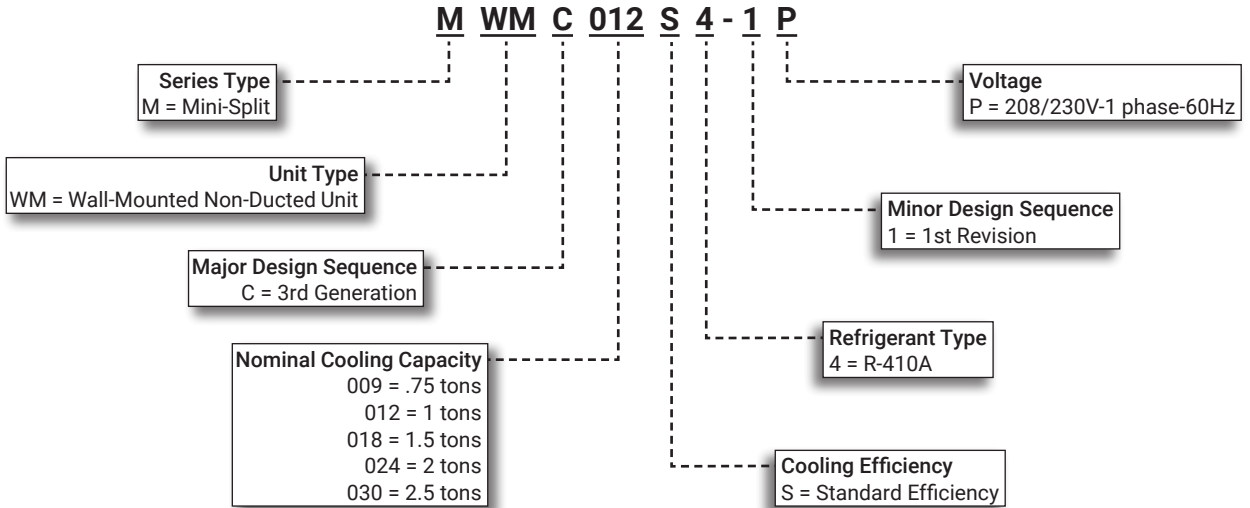 M WM C 012 S 4 - 1 P
Series Type
M = Mini-Split
Voltage
P = 208/230V-1 phase-60Hz
Unit Type
WM = Wall-Mounted Non-Ducted Unit
Minor Design Sequence
1 = 1st Revision
Major Design Sequence
C = 3rd Generation
Refrigerant Type
4 = R-410A
Nominal Cooling Capacity
009 = .75 tons
012 = 1 tons
018 = 1.5 tons
024 = 2 tons
030 = 2.5 tons
Cooling Efficiency
S = Standard Efficiency